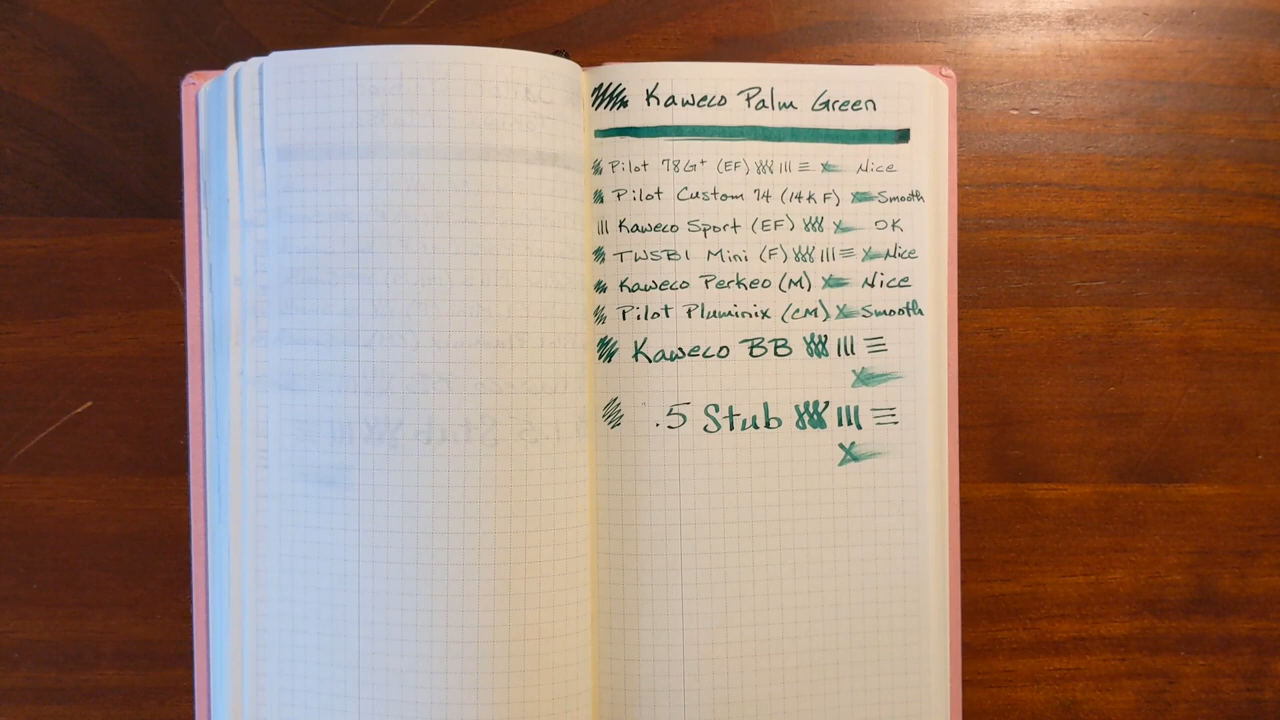 Kaweco Palm Green
Pilot 78G+ (EF) Nice
Pilot Custom 74 (14K F) Smooth
Kaweco Sport (EF) OK
TWSBI Mini (F) Nice
Kaweco Perkeo (M) Nice
Pilot Pluminix (CM) Smooth
Kaweco BB
.5 Stub